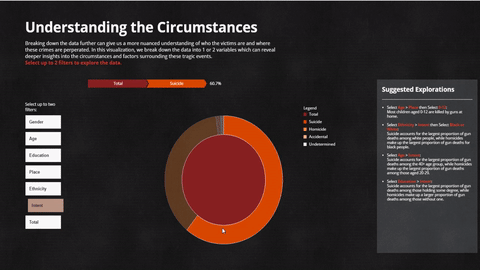 Understanding the Circumstances
Breaking down the data further can give us a more nuanced understanding of who the victims are and where
these crimes are perperated. In this visualization, we break down the data into 1 or 2 variables which can reveal
deeper insights into the circumstances and factors surrounding these tragic events.
Select up to 2 filters to explore the data.
Total
Suicide
60.7%
Select up to two
filters:
Gender
Age
Education
Place
Ethnicity
Intent
Total
Legend
Total
Suicide
Homicide
Accidental
Undetermined
Suggested Explorations
Select Age > Place then Select 0-12:
Most children aged 0-12 are killed by guns at
home.
Select Ethnicity > Intent then Select Black or
White:
Suicide accounts for the largest proportion of gun
deaths among white people, while homicides
make up the largest proportion of gun deaths for
black people.
Select Age > Intent:
Suicide accounts for the largest proportion of gun
deaths among the 40+ age group, while homicides
make up the largest proportion of gun deaths
among those aged 20-25.
Select Education > Intent:
Suicide accounts for the largest proportion of gun
deaths among those holding some degree, while
homicides make up a larger proportion of gun
deaths among those without one.